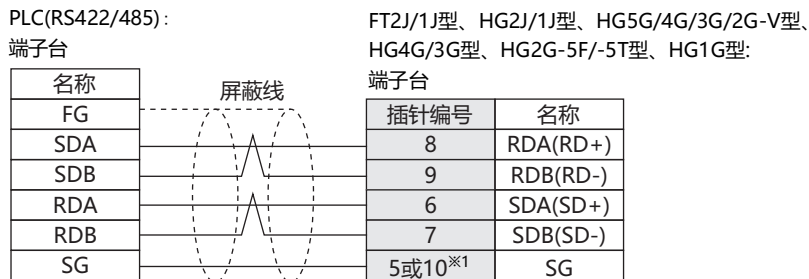 PLC(RS422/485):
端子台
FT2J/1J型、HG2J/1J型、HG5G/4G/3G/2G-V型、
HG4G/3G型、HG2G-5F/-5T型、HG1G型:
端子台
名称
屏蔽线
插针编号 名称
FG
SDA 8 RDA(RD+)
SDB 9 RDB(RD-)
RDA 6 SDA(SD+)
RDB 7 SDB(SD-)
SG 5或10※1 SG